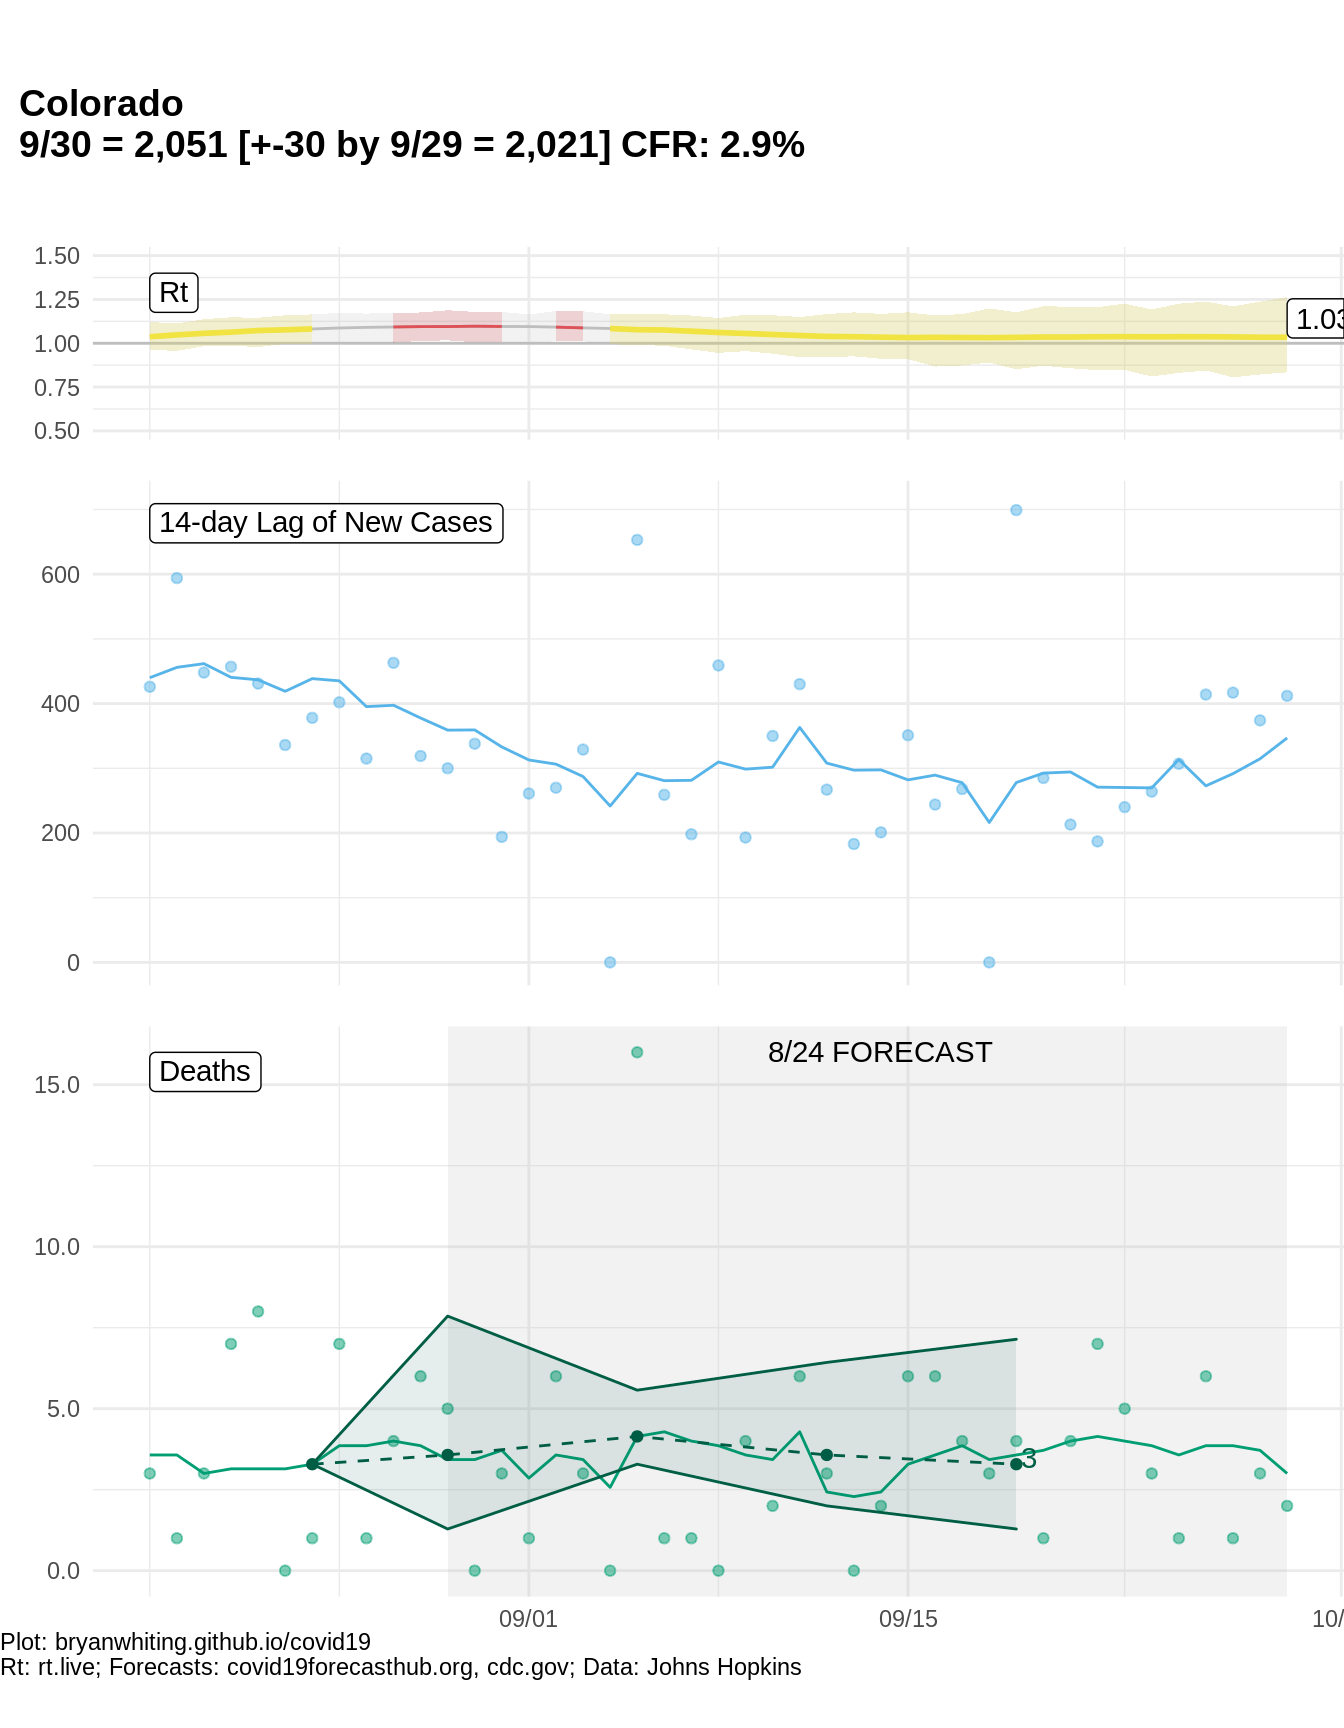 Colorado
9/30 = 2,051 [+-30 by 9/29 = 2,021] CFR: 2.9%
1.50
Rt
1.25
1.03
1.00
0.75
0.50
14-day Lag of New Cases
600
400
200
0
8/24 FORECAST
Deaths
15.0
10.0
3
5.0
0.0
09/01
09/15
10/
Plot: bryanwhiting.github.io/covid19
Rt: rt.live; Forecasts: covid19forecasthub.org, cdc.gov; Data: Johns Hopkins